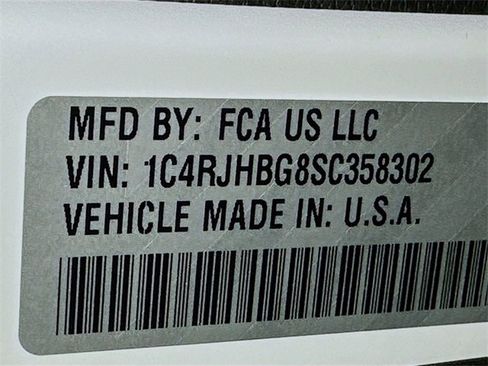 MFD BY: FCA US LLC
VIN: 1C4RJHBG8SC358302
VEHICLE MADE IN: U.S.A.